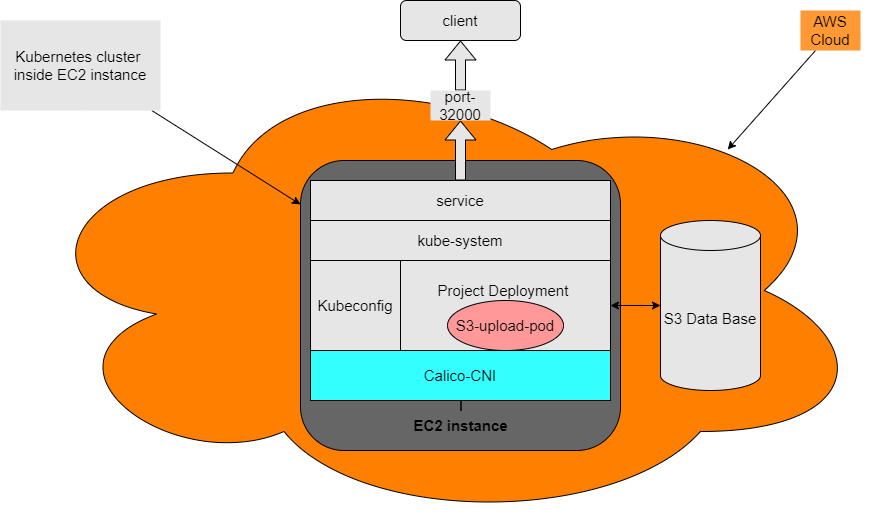 client
AWS
Cloud
Kubernetes cluster
inside EC2 instance
port-
32000
service
kube-system
Kubeconfig
Project Deployment
S3-upload-pod
S3 Data Base
Calico-CNI
EC2 instance